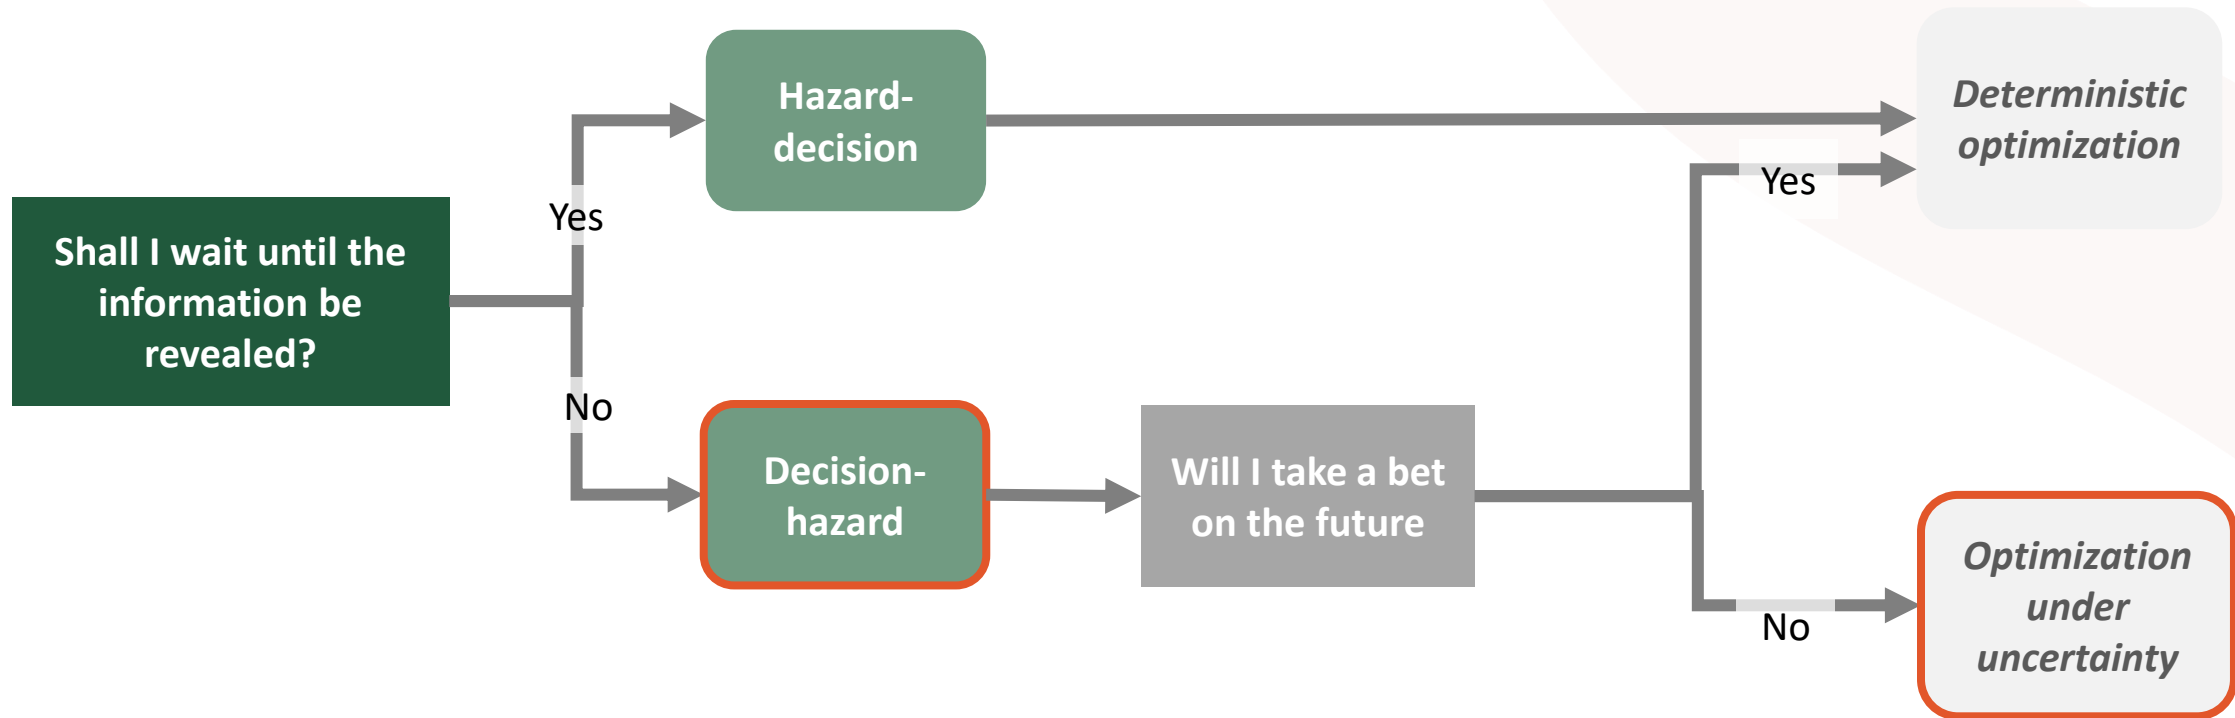 Shall I wait until the
information be
revealed?
Yes
No
Hazard-
decision
Decision-
hazard
Will I take a bet
on the future
Yes
No
Deterministic
optimization
Optimization
under
uncertainty